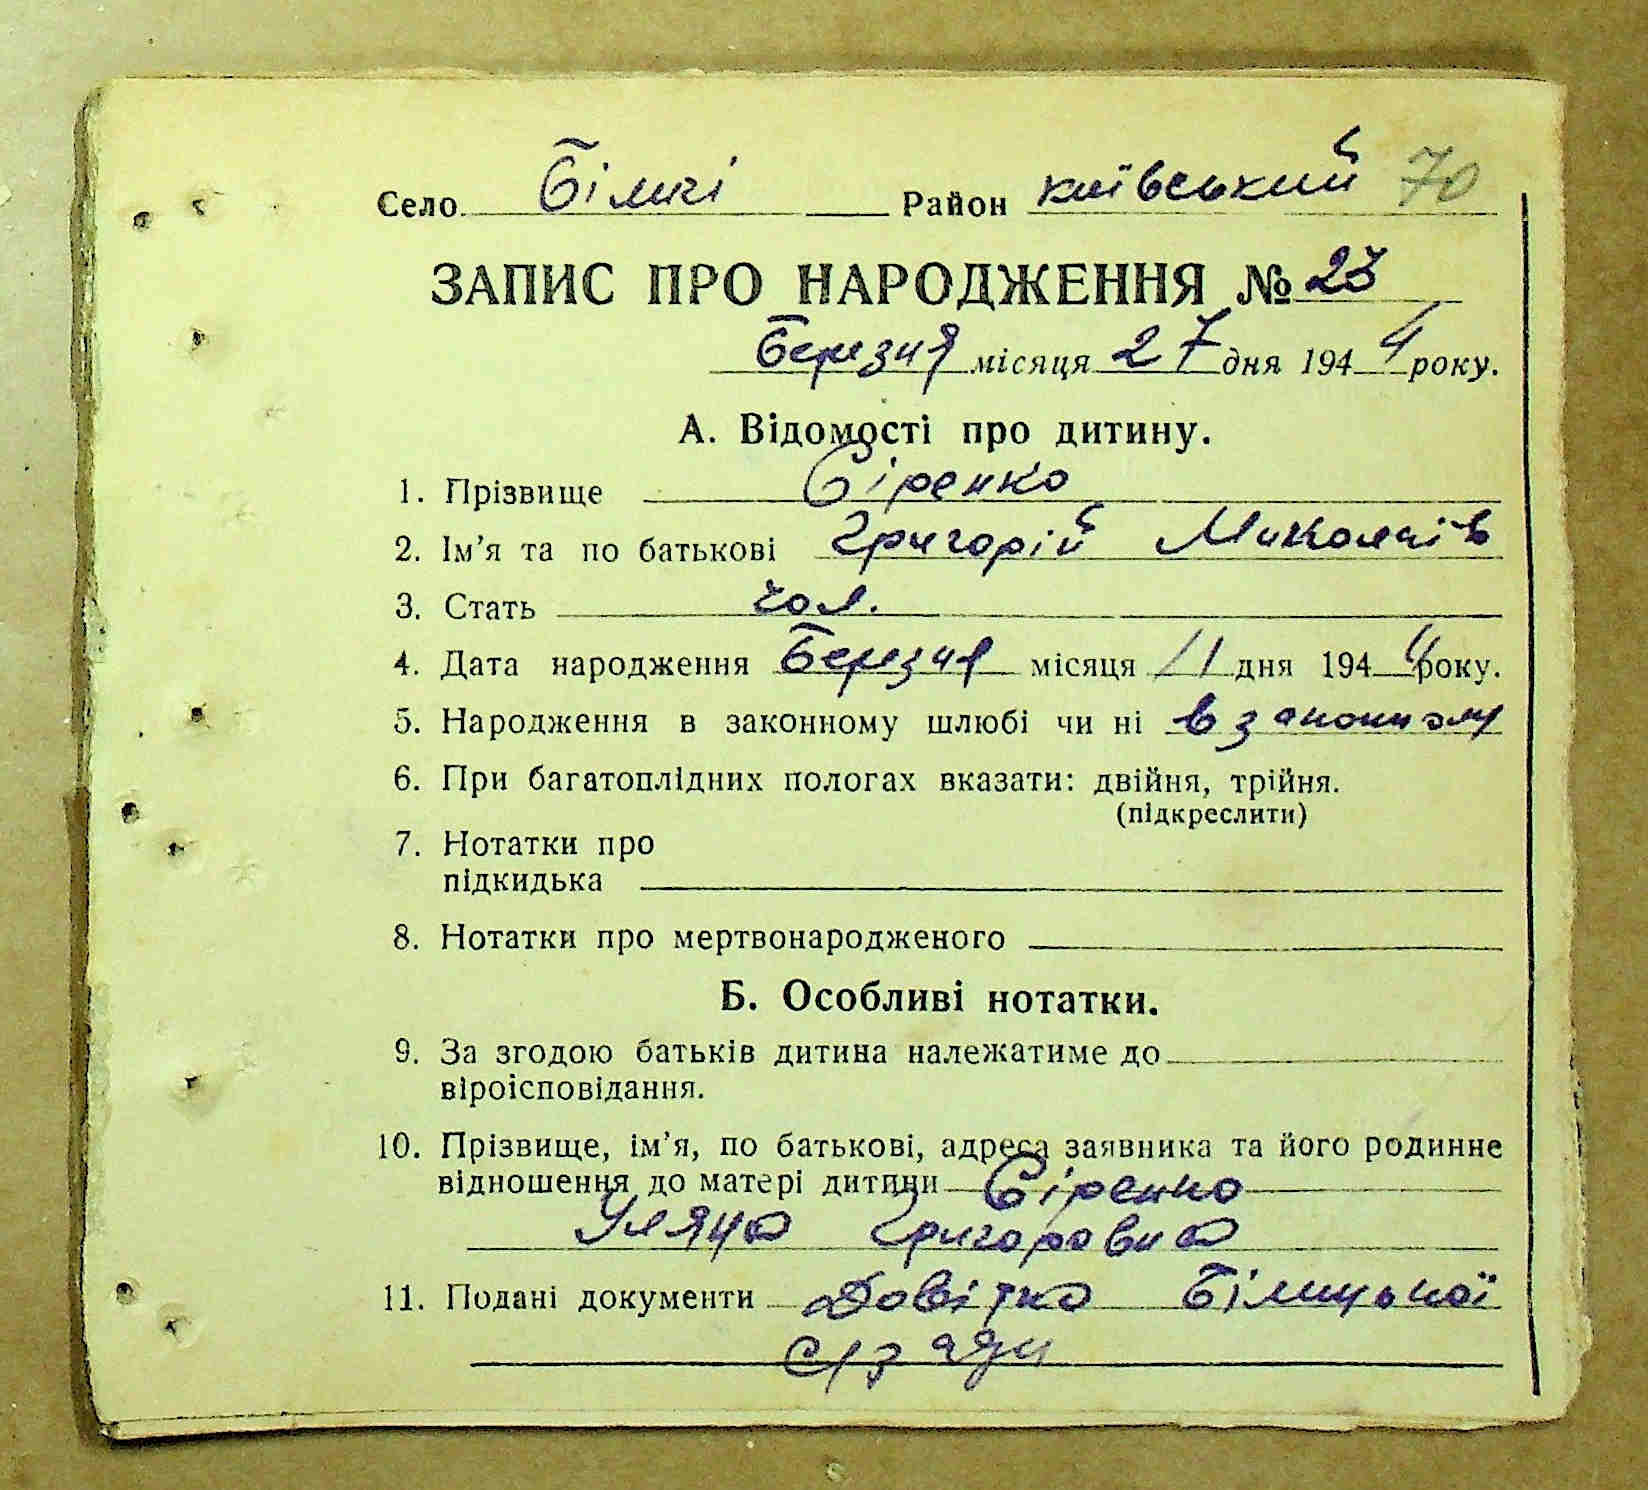 Село Біличі Район київський 70
ЗАПИС ПРО НАРОДЖЕННЯ № 23
Березня місяця 27 дня 1944 року.
А. Відомості про дитину.
1. Прізвище Сіренко
2. Ім’я та по батькові Григорій Миколаїв
3. Стать чол.
4. Дата народження Березня місяця 11 дня 1944 року.
5. Народження в законному шлюбі чи ні в законному
6. При багатоплідних пологах вказати: двійня, трійня.
(підкреслити)
7. Нотатки про
підкидька
8. Нотатки про мертвонародженого
Б. Особливі нотатки.
9. За згодою батьків дитина належатиме до
віроісповідання.
10. Прізвище, ім’я, по батькові, адреса заявника та його родинне
відношення до матері дитини Сіренко
Уляна Григоровна
11. Подані документи Довідка Білицької
с/управи